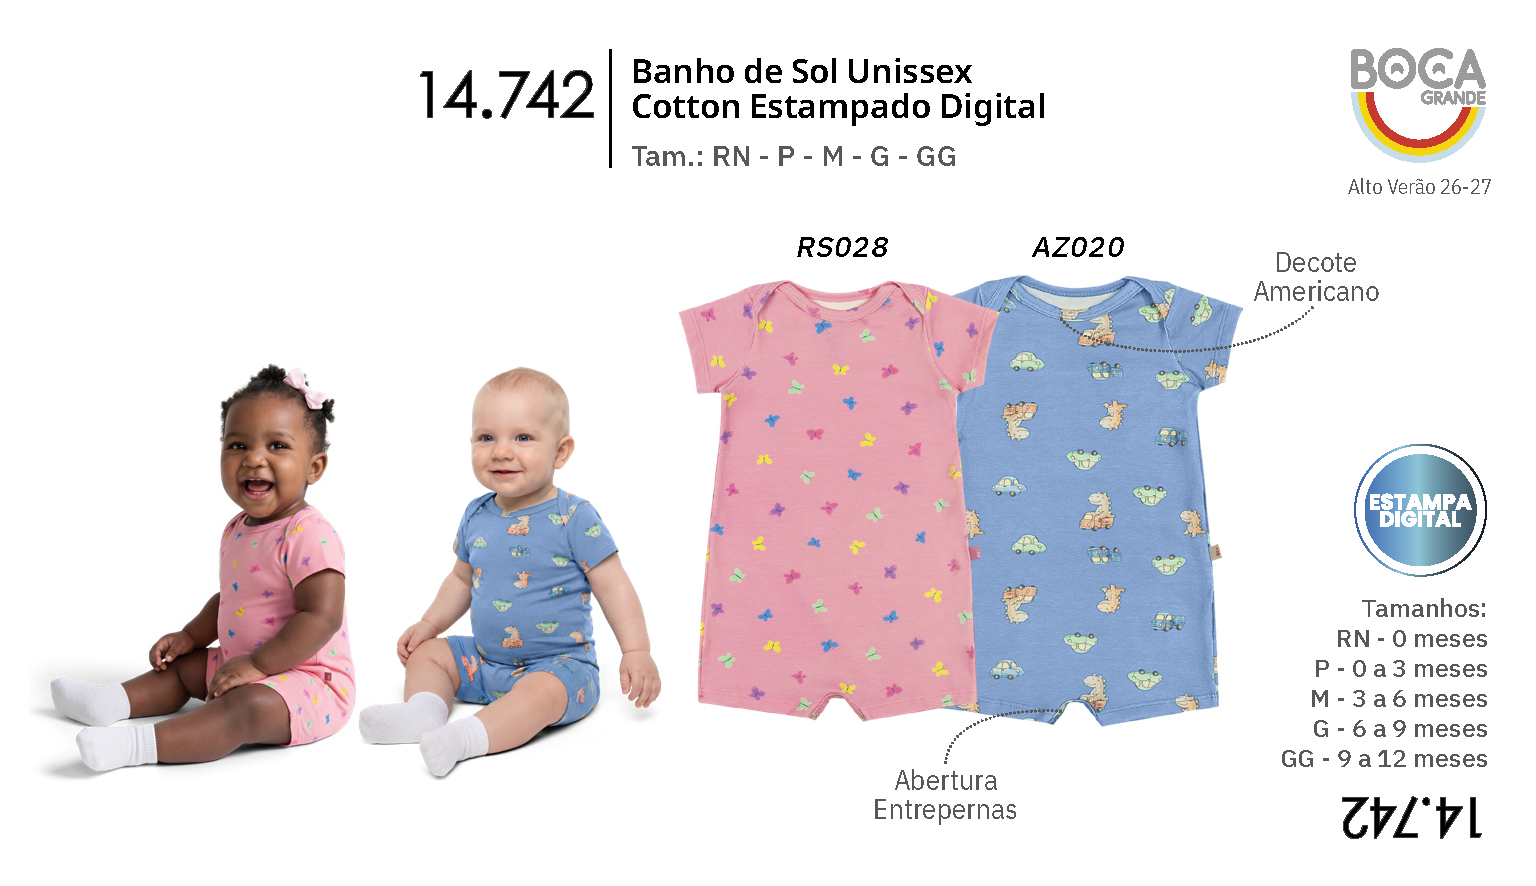 14.742
Banho de Sol Unissex
Cotton Estampado Digital
Tam.: RN - P - M - G - GG
BOCA
GRANDE
Alto Verão 26-27
RS028
AZ020
Decote
Americano
ESTAMPA
DIGITAL
Tamanhos:
RN - 0 meses
P - 0 a 3 meses
M - 3 a 6 meses
G - 6 a 9 meses
GG - 9 a 12 meses
Abertura
Entrepernas
14.742